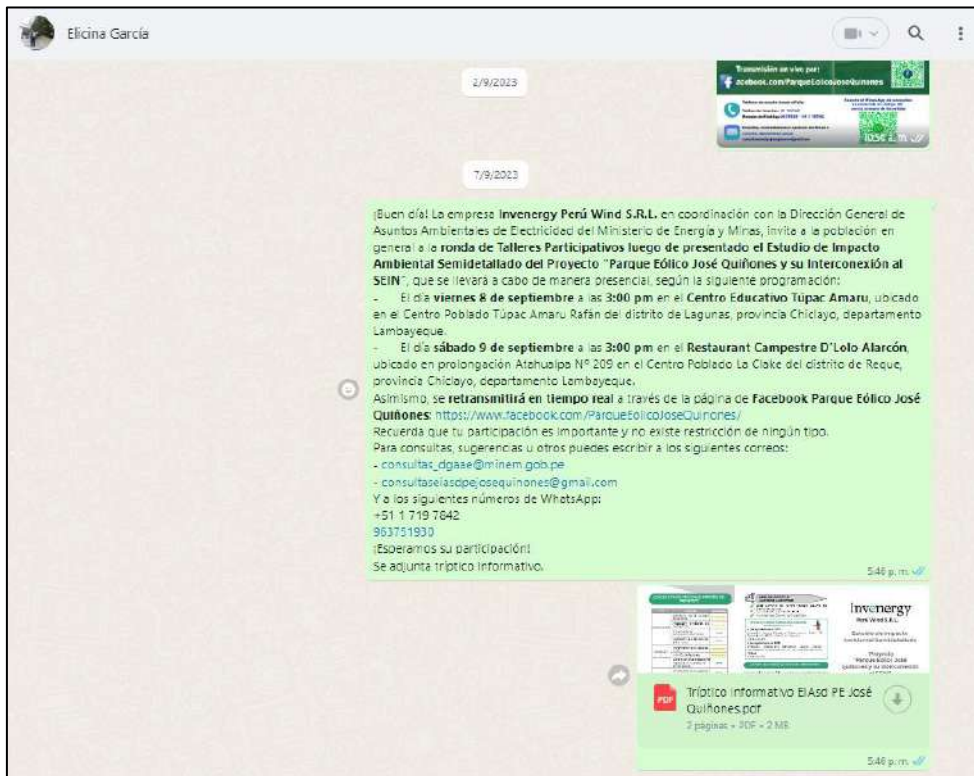 Elicina García
2/9/2023
Transmisión en vivo por:
facebook.com/ParqueEolicoJoseQuinones
10:56 a. m.
7/9/2023
¡Buen día! La empresa Invenergy Perú Wind S.R.L. en coordinación con la Dirección General de
Asuntos Ambientales de Electricidad del Ministerio de Energía y Minas, invita a la población en
general a la ronda de Talleres Participativos luego de presentado el Estudio de Impacto
Ambiental Semidetallado del Proyecto "Parque Eólico José Quiñones y su Interconexión al
SEIN", que se llevará a cabo de manera presencial, según la siguiente programación:
- El día viernes 8 de septiembre a las 3:00 pm en el Centro Educativo Túpac Amaru, ubicado
en el Centro Poblado Túpac Amaru Rafán del distrito de Lagunas, provincia Chiclayo, departamento
Lambayeque.
- El día sábado 9 de septiembre a las 3:00 pm en el Restaurant Campestre D'Lolo Alarcón,
ubicado en prolongación Atahualpa Nº 209 en el Centro Poblado La Clake del distrito de Reque,
provincia Chiclayo, departamento Lambayeque.
Asimismo, se retransmitirá en tiempo real a través de la página de Facebook Parque Eólico José
Quiñones: https://www.facebook.com/ParqueEolicoJoseQuinones/
Recuerda que tu participación es importante y no existe restricción de ningún tipo.
Para consultas, sugerencias u otros puedes escribir a los siguientes correos:
- consultas_dgaae@minem.gob.pe
- consultaseiasdpejosequinones@gmail.com
Y a los siguientes números de WhatsApp:
+51 1 719 7842
963751930
¡Esperamos su participación!
Se adjunta tríptico informativo.
5:46 p. m.
Invenergy
Perú Wind S.R.L.
Proyecto
PDF
Tríptico informativo EIAsd PE José
Quiñones.pdf
2 páginas • PDF • 2 MB
5:46 p. m.